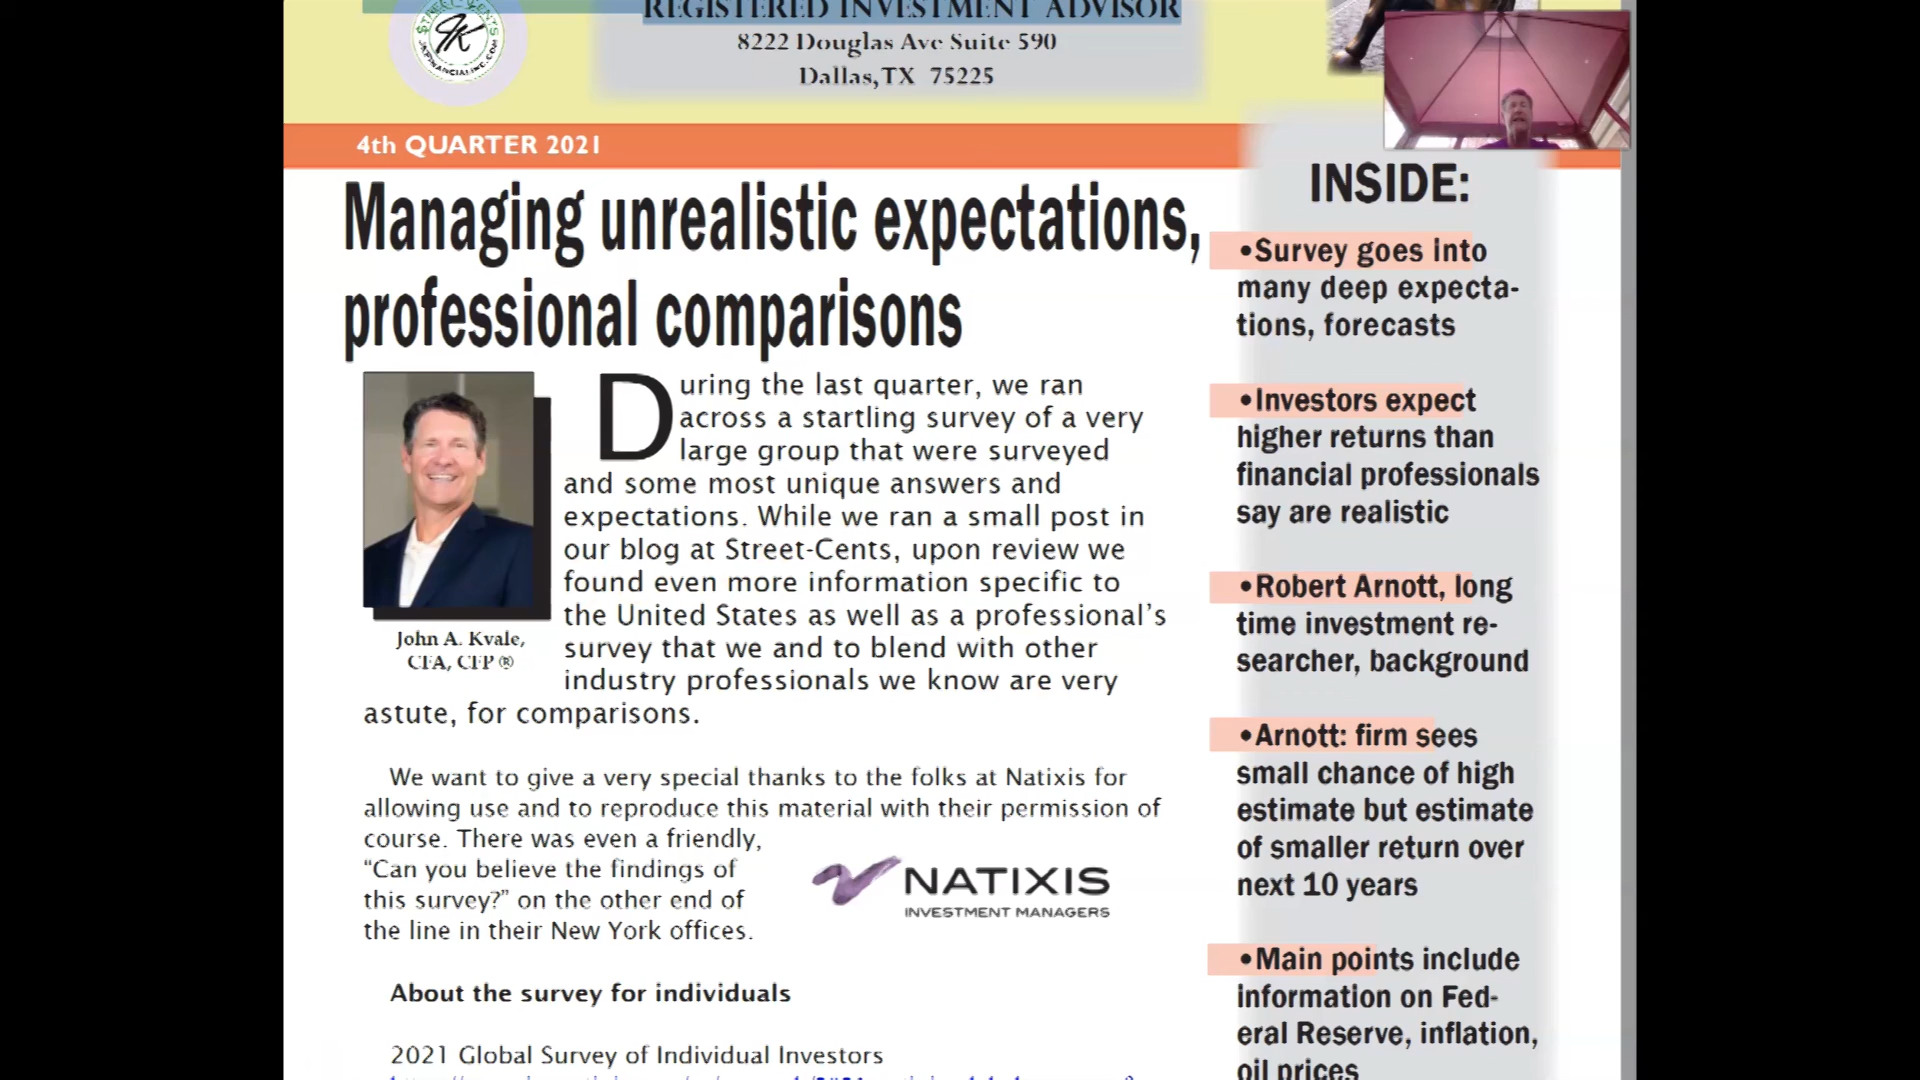 REGISTERED INVESTMENT ADVISOR
8222 Douglas Ave Suite 590
Dallas, TX 75225
4th QUARTER 2021
Managing unrealistic expectations,
professional comparisons
During the last quarter, we ran
across a startling survey of a very
large group that were surveyed
and some most unique answers and
expectations. While we ran a small post in
our blog at Street-Cents, upon review we
found even more information specific to
the United States as well as a professional’s
survey that we and to blend with other
industry professionals we know are very
astute, for comparisons.
John A. Kvale,
CFA, CFP ®
We want to give a very special thanks to the folks at Natixis for
allowing use and to reproduce this material with their permission of
course. There was even a friendly,
“Can you believe the findings of
this survey?” on the other end of
the line in their New York offices.
NATIXIS
INVESTMENT MANAGERS
About the survey for individuals
2021 Global Survey of Individual Investors
INSIDE:
•Survey goes into
many deep expecta-
tions, forecasts
•Investors expect
higher returns than
financial professionals
say are realistic
•Robert Arnott, long
time investment re-
searcher, background
•Arnott: firm sees
small chance of high
estimate but estimate
of smaller return over
next 10 years
•Main points include
information on Fed-
eral Reserve, inflation,
oil prices